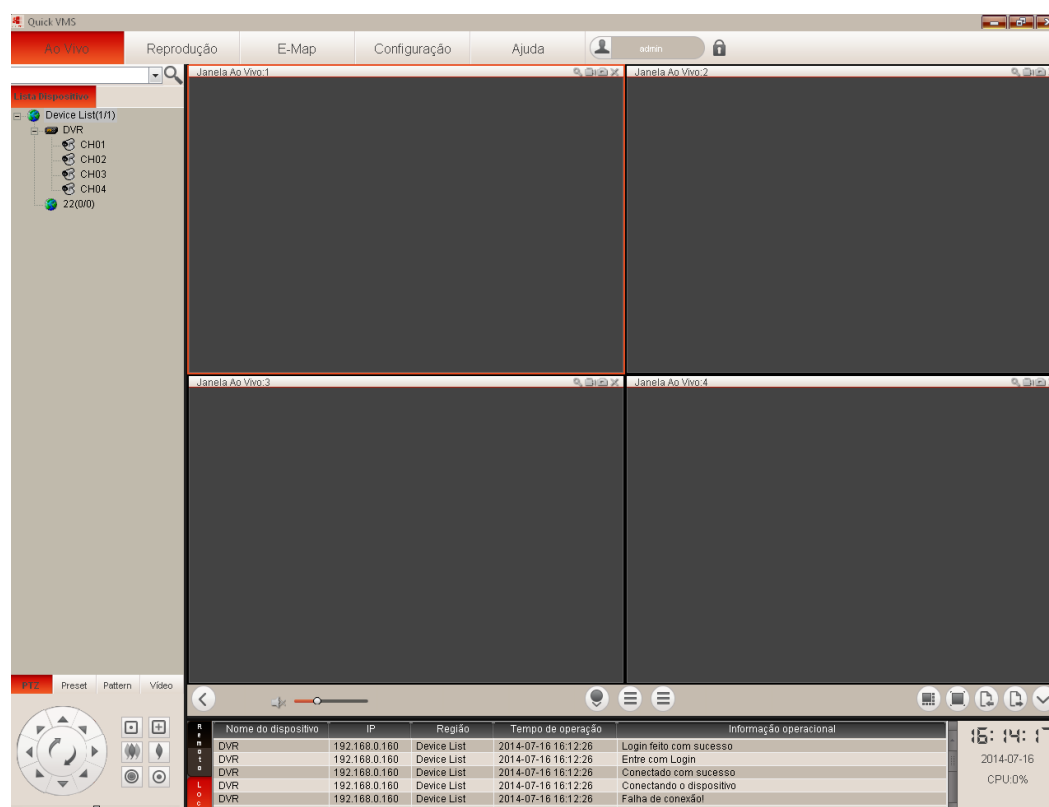 Quick VMS
Ao Vivo Reprodução E-Map Configuração Ajuda admin
Janela Ao Vivo:1 Janela Ao Vivo:2
Lista Dispositivo
Device List(1/1)
DVR
CH01
CH02
CH03
CH04
22(0/0)
Janela Ao Vivo:3 Janela Ao Vivo:4
PTZ Preset Pattern Vídeo
Remoto
Nome do dispositivo IP Região Tempo de operação Informação operacional
DVR 192.168.0.160 Device List 2014-07-16 16:12:26 Login feito com sucesso
DVR 192.168.0.160 Device List 2014-07-16 16:12:26 Entre com Login
DVR 192.168.0.160 Device List 2014-07-16 16:12:26 Conectado com sucesso
DVR 192.168.0.160 Device List 2014-07-16 16:12:26 Conectando o dispositivo
DVR 192.168.0.160 Device List 2014-07-16 16:12:26 Falha de conexão!
Loc
16:14:1
2014-07-16
CPU:0%